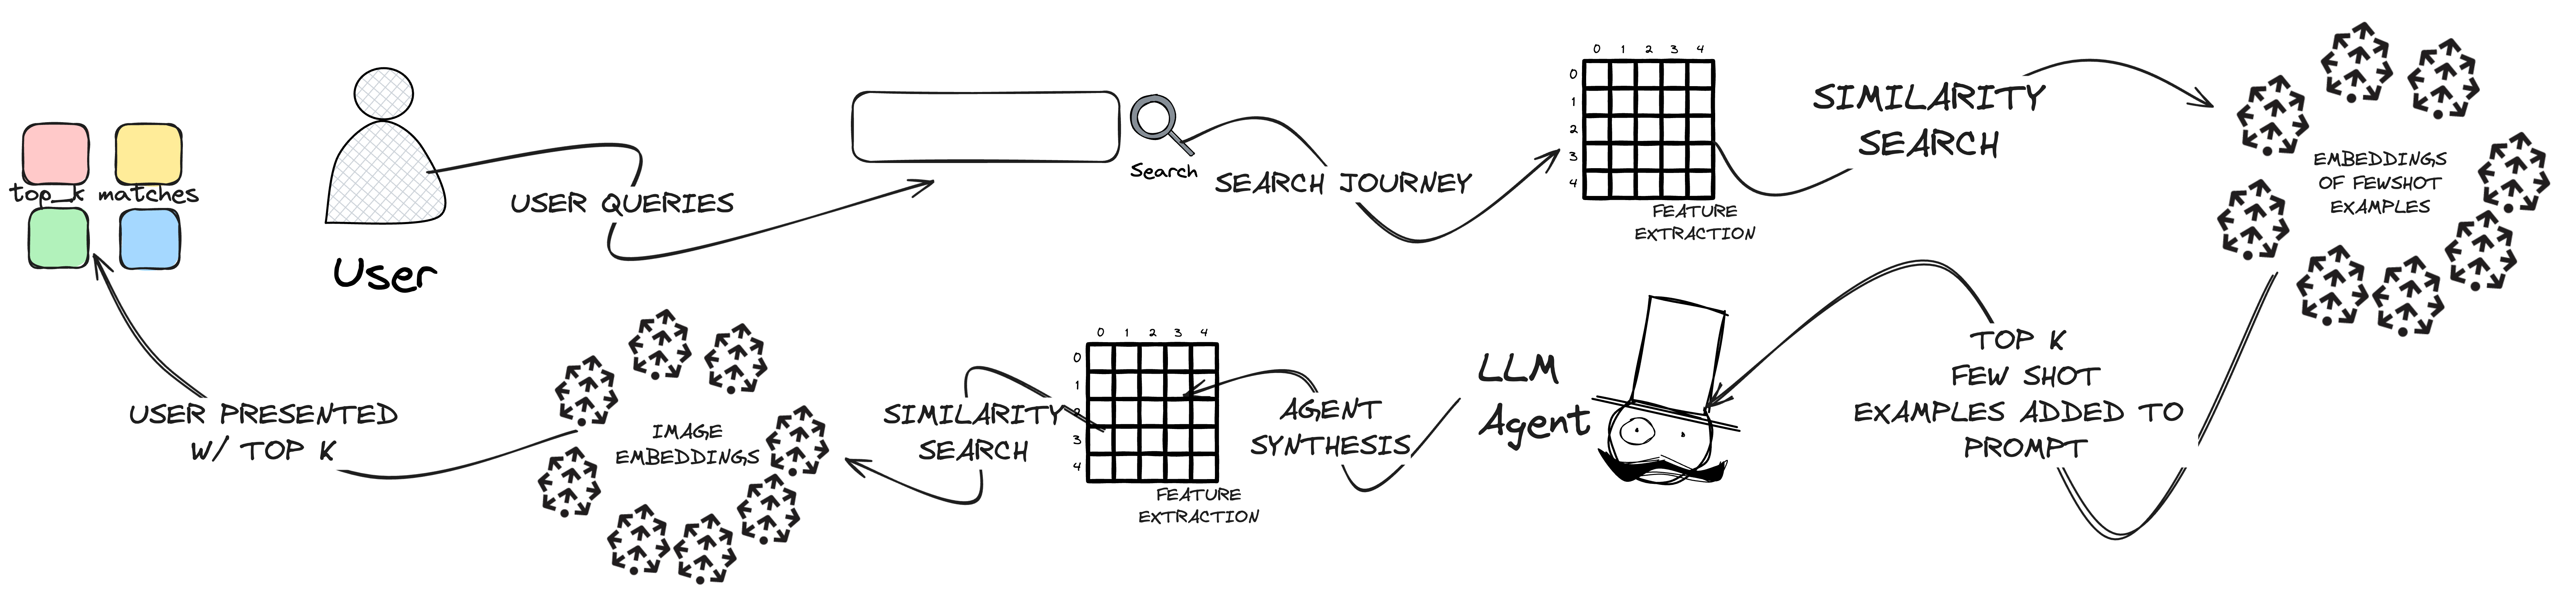 0 1 2 3 4
0
1
2
3
4
FEATURE
EXTRACTION
top_k matches
User
USER QUERIES
Search
SEARCH JOURNEY
SIMILARITY
SEARCH
EMBEDDINGS
OF FEWSHOT
EXAMPLES
TOP K
FEW SHOT
EXAMPLES ADDED TO
PROMPT
LLM
Agent
AGENT
SYNTHESIS
0 1 2 3 4
0
1
2
3
4
FEATURE
EXTRACTION
SIMILARITY
SEARCH
IMAGE
EMBEDDINGS
USER PRESENTED
W/ TOP K